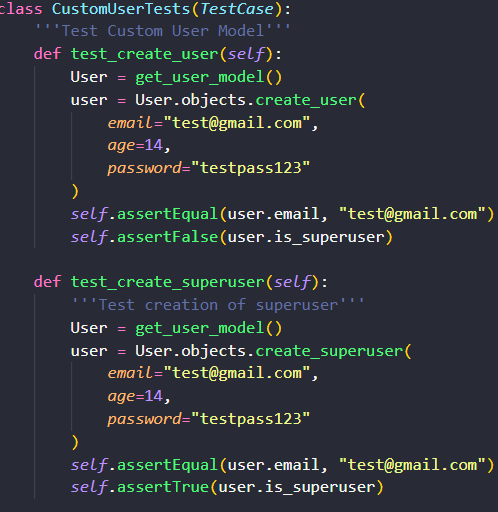 class CustomUserTests(TestCase):
    '''Test Custom User Model'''
    def test_create_user(self):
        User = get_user_model()
        user = User.objects.create_user(
            email="test@gmail.com",
            age=14,
            password="testpass123"
        )
        self.assertEqual(user.email, "test@gmail.com")
        self.assertFalse(user.is_superuser)

    def test_create_superuser(self):
        '''Test creation of superuser'''
        User = get_user_model()
        user = User.objects.create_superuser(
            email="test@gmail.com",
            age=14,
            password="testpass123"
        )
        self.assertEqual(user.email, "test@gmail.com")
        self.assertTrue(user.is_superuser)